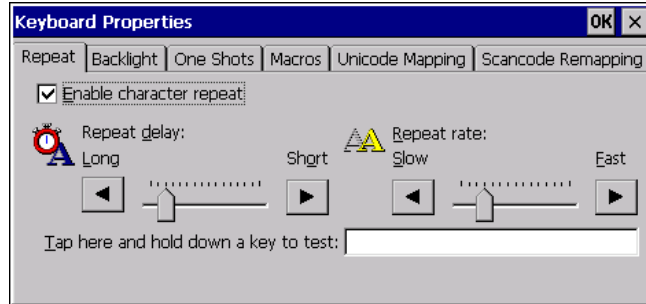 Keyboard Properties OK ×
Repeat Backlight One Shots Macros Unicode Mapping Scancode Remapping
Enable character repeat
Repeat delay: Repeat rate:
Long Short Slow Fast
Tap here and hold down a key to test: